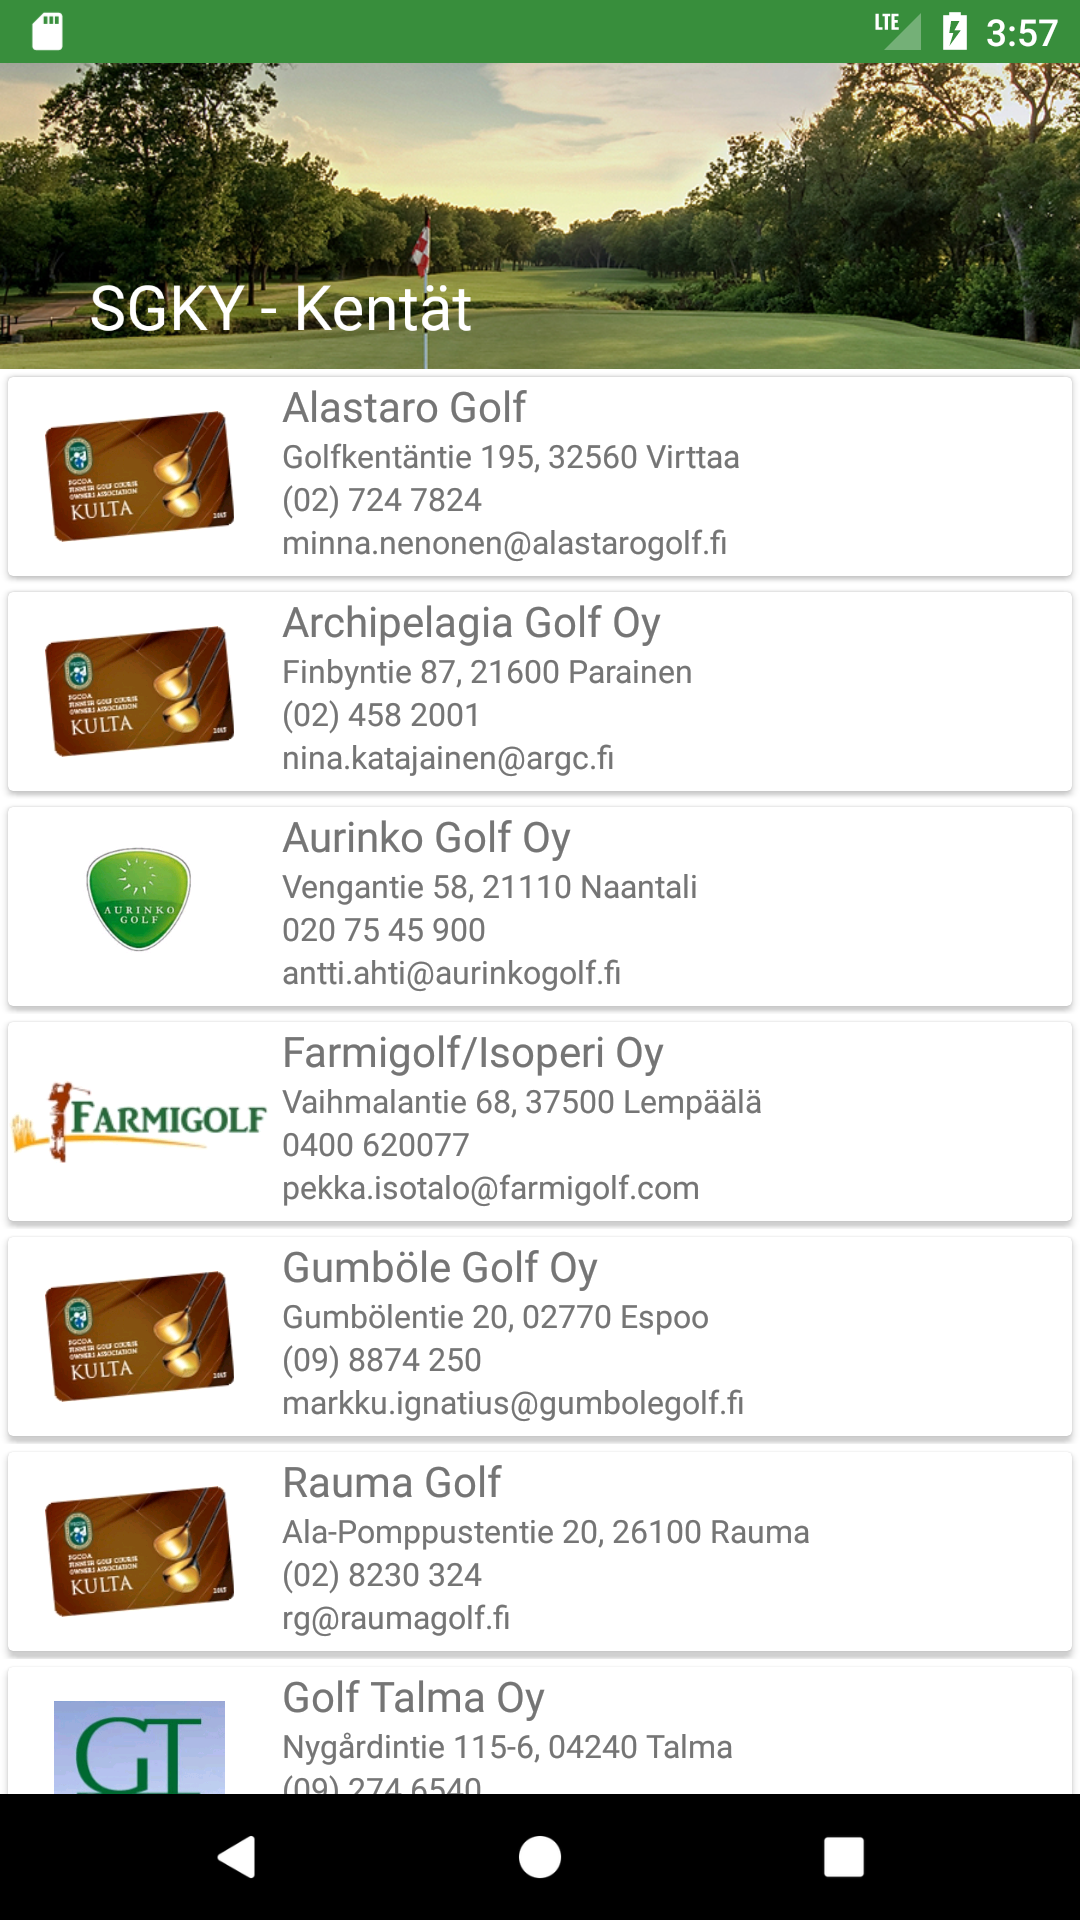 LTE 3:57
SGKY - Kentät
Alastaro Golf
Golfkentäntie 195, 32560 Virttaa
(02) 724 7824
minna.nenonen@alastarogolf.fi
FGCOA
FINNISH GOLF COURSE
OWNERS ASSOCIATION
KULTA
Archipelagia Golf Oy
Finbyntie 87, 21600 Parainen
(02) 458 2001
nina.katajainen@argc.fi
FGCOA
FINNISH GOLF COURSE
OWNERS ASSOCIATION
KULTA
Aurinko Golf Oy
Vengantie 58, 21110 Naantali
020 75 45 900
antti.ahti@aurinkogolf.fi
AURINKO
GOLF
Farmigolf/Isoperi Oy
Vaihmalantie 68, 37500 Lempäälä
0400 620077
pekka.isotalo@farmigolf.com
FARMIGOLF
Gumböle Golf Oy
Gumbölentie 20, 02770 Espoo
(09) 8874 250
markku.ignatius@gumbolegolf.fi
FGCOA
FINNISH GOLF COURSE
OWNERS ASSOCIATION
KULTA
Rauma Golf
Ala-Pomppustentie 20, 26100 Rauma
(02) 8230 324
rg@raumagolf.fi
FGCOA
FINNISH GOLF COURSE
OWNERS ASSOCIATION
KULTA
Golf Talma Oy
Nygårdintie 115-6, 04240 Talma
(09) 274 6540
GT